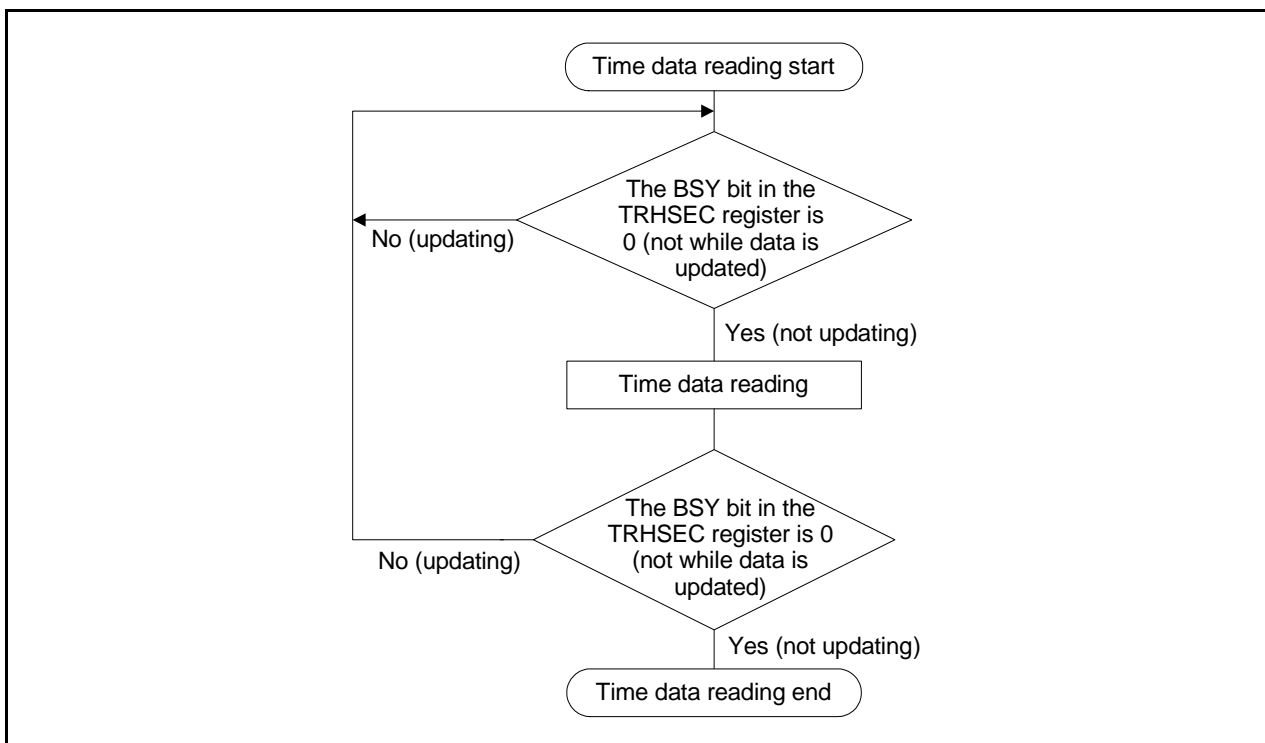 Time data reading start
The BSY bit in the
TRHSEC register is
0 (not while data is
updated)
No (updating)
Yes (not updating)
Time data reading
The BSY bit in the
TRHSEC register is 0
(not while data is
updated)
No (updating)
Yes (not updating)
Time data reading end